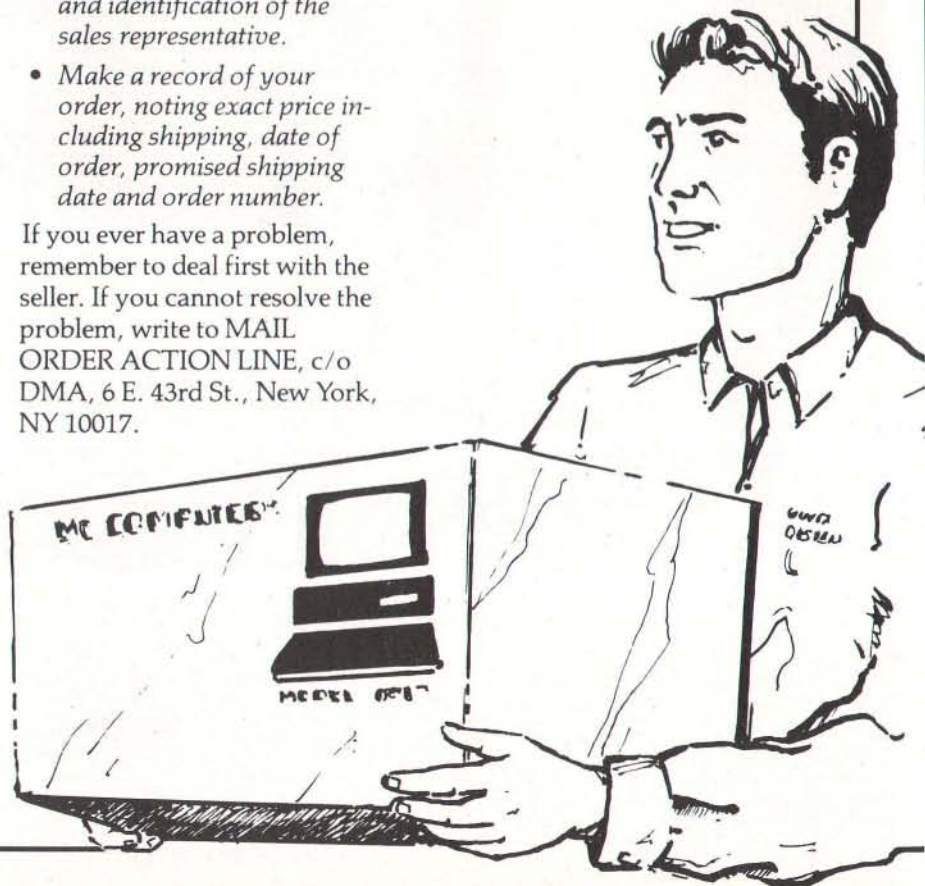 and identification of the
sales representative.
• Make a record of your
order, noting exact price in-
cluding shipping, date of
order, promised shipping
date and order number.
If you ever have a problem,
remember to deal first with the
seller. If you cannot resolve the
problem, write to MAIL
ORDER ACTION LINE, c/o
DMA, 6 E. 43rd St., New York,
NY 10017.